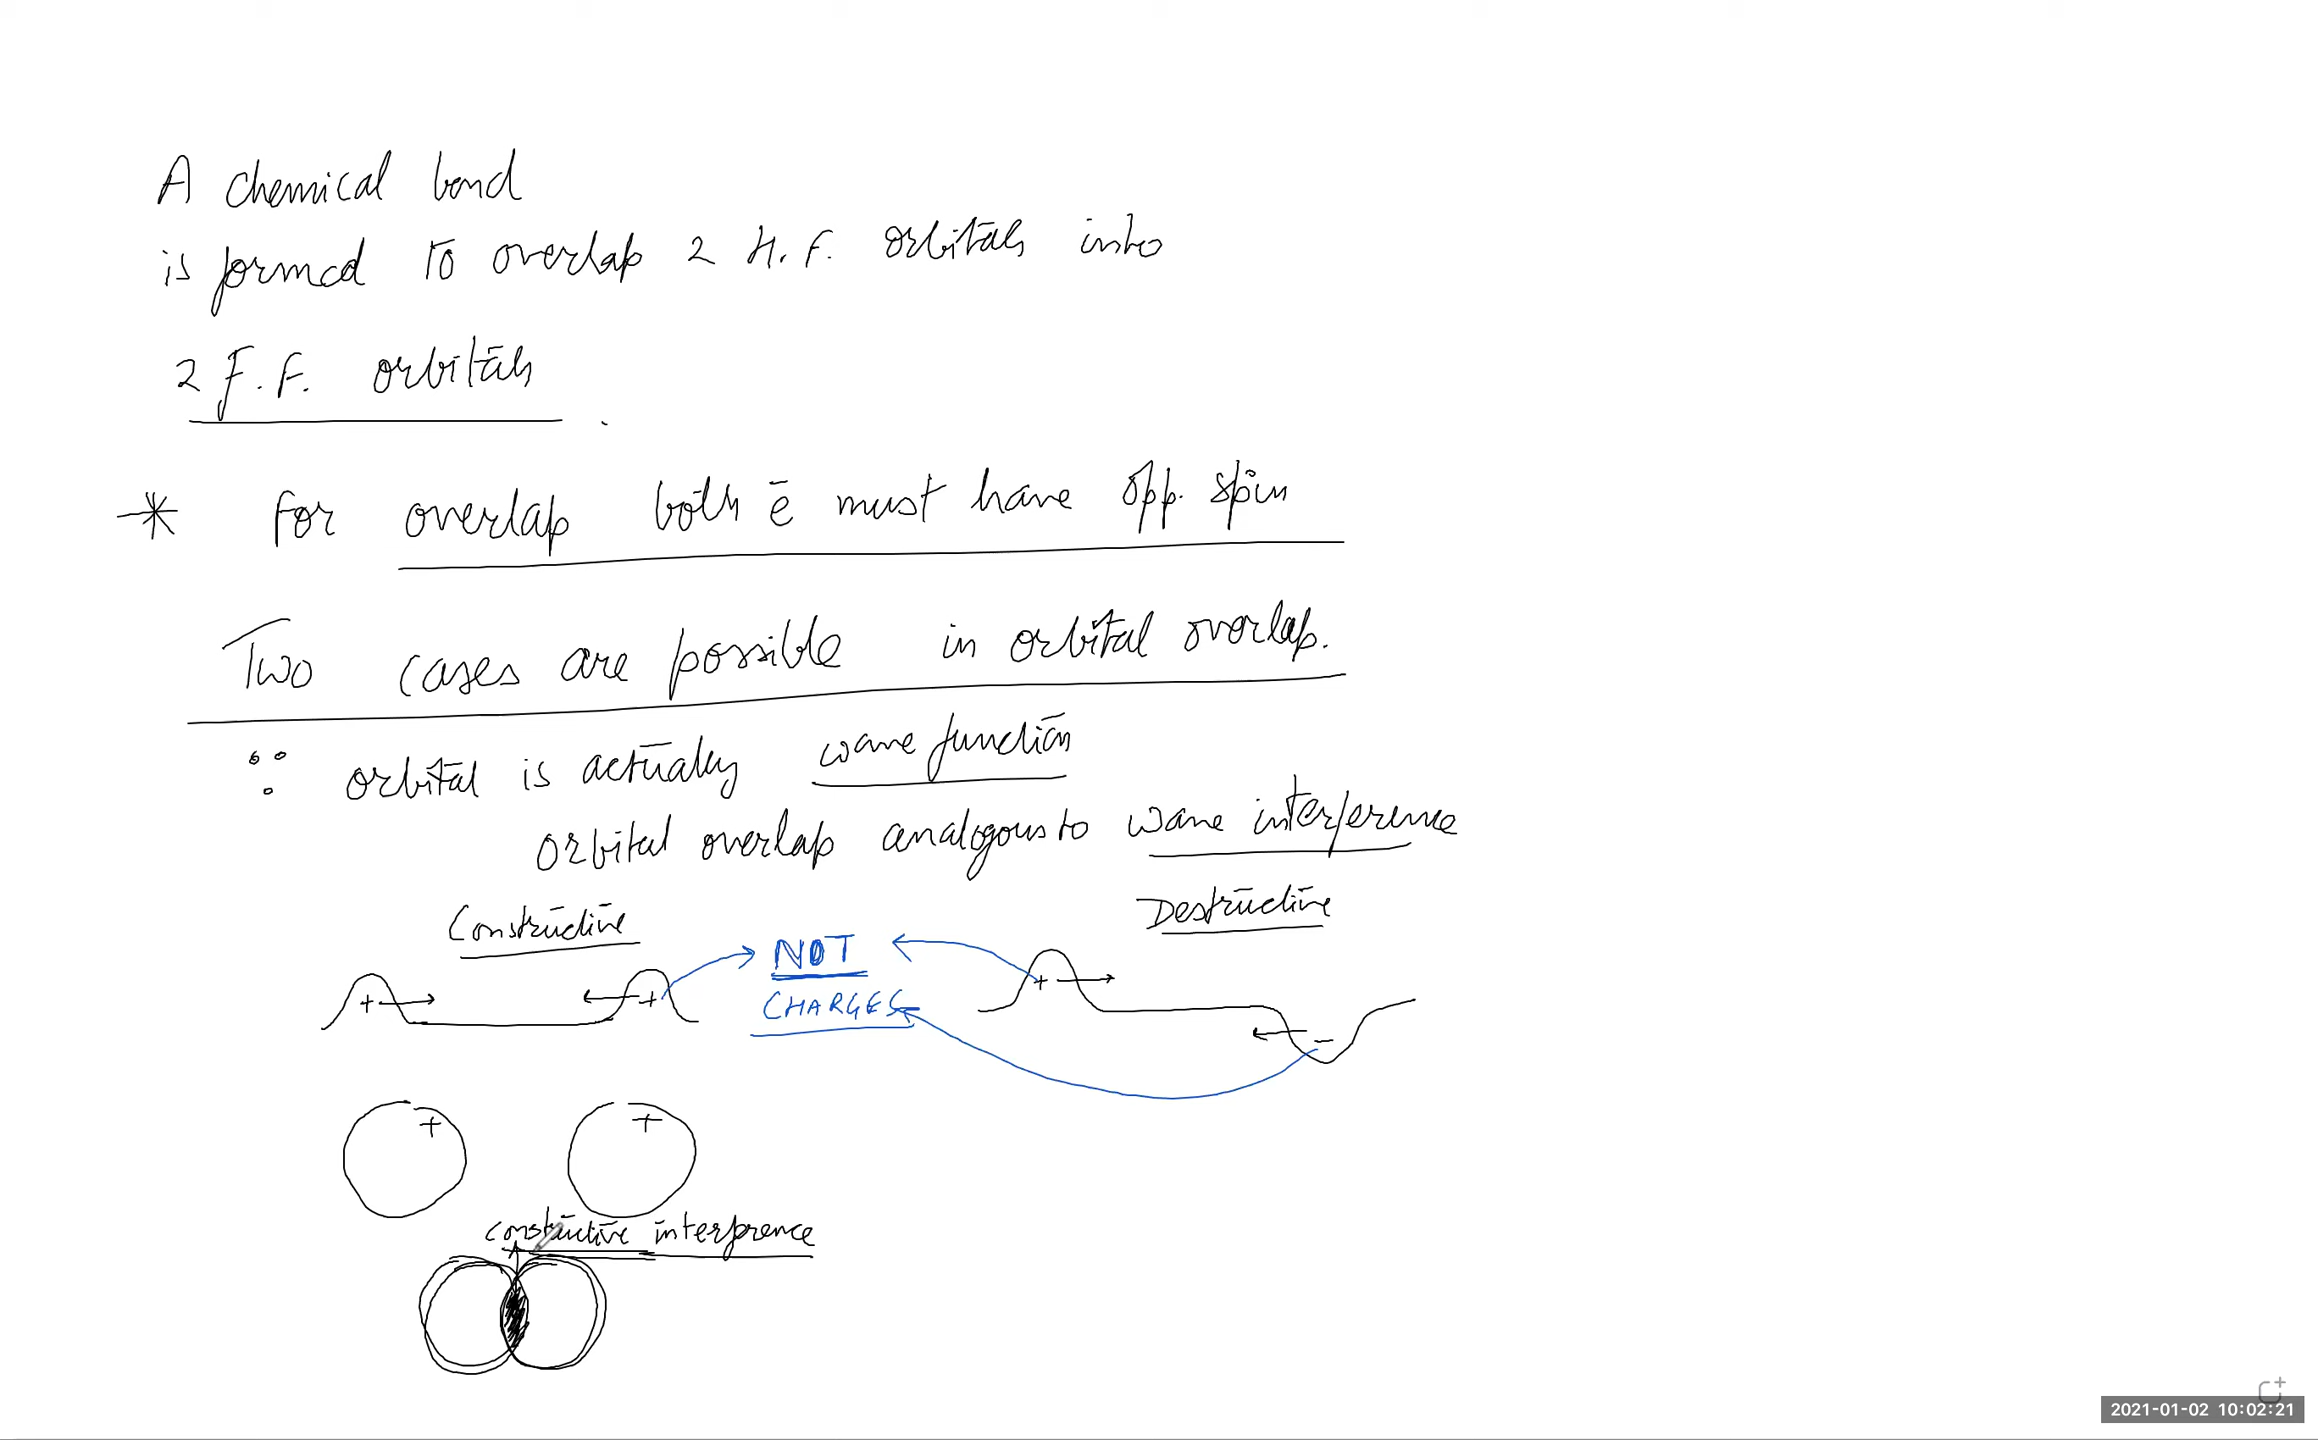 A chemical bond
is formed to overlap 2 H.F. orbitals into
2 F.F. orbitals.
* for overlap both ē must have opp. spin
Two cases are possible in orbital overlap.
∵ orbital is actually wave function
orbital overlap analogous to wave interference
Constructive
Destructive
+ + NOT +
CHARGES
-
+ +
constructive interference
2021-01-02 10:02:21